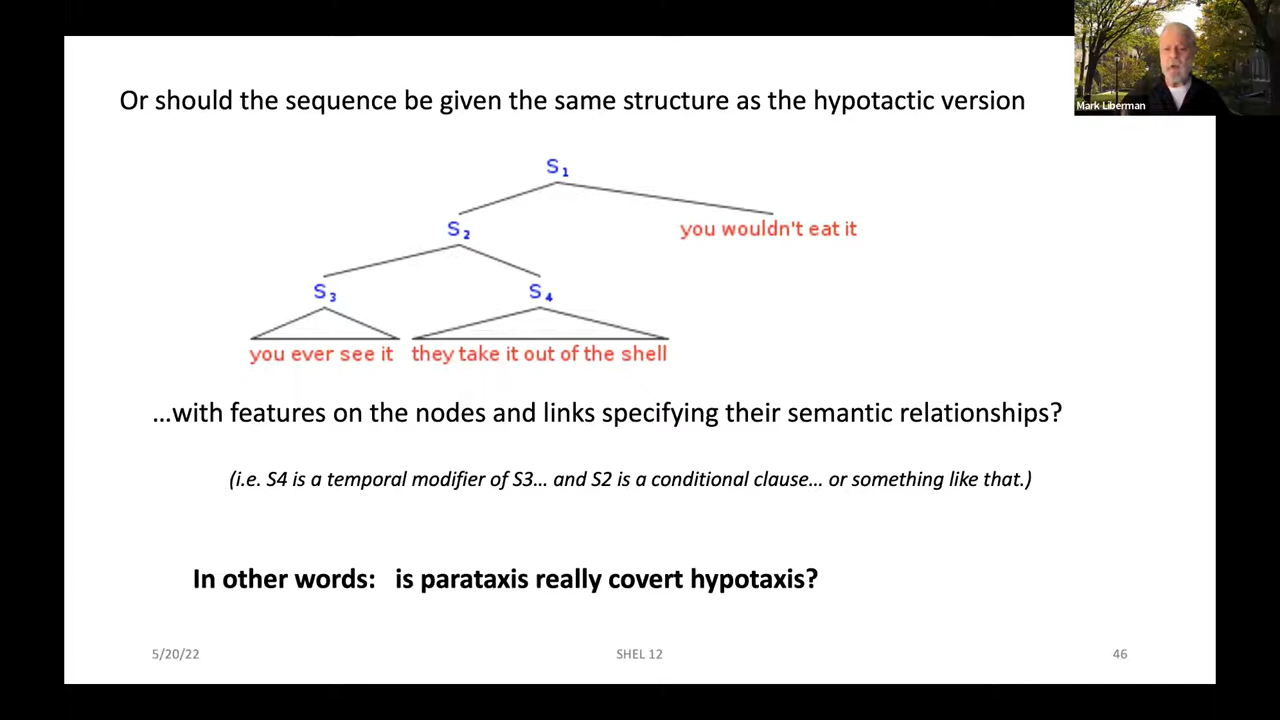 Or should the sequence be given the same structure as the hypotactic version
Mark Liberman
S₁
S₂
you wouldn't eat it
S₃
S₄
you ever see it
they take it out of the shell
…with features on the nodes and links specifying their semantic relationships?
(i.e. S4 is a temporal modifier of S3… and S2 is a conditional clause… or something like that.)
In other words: is parataxis really covert hypotaxis?
5/20/22
SHEL 12
46